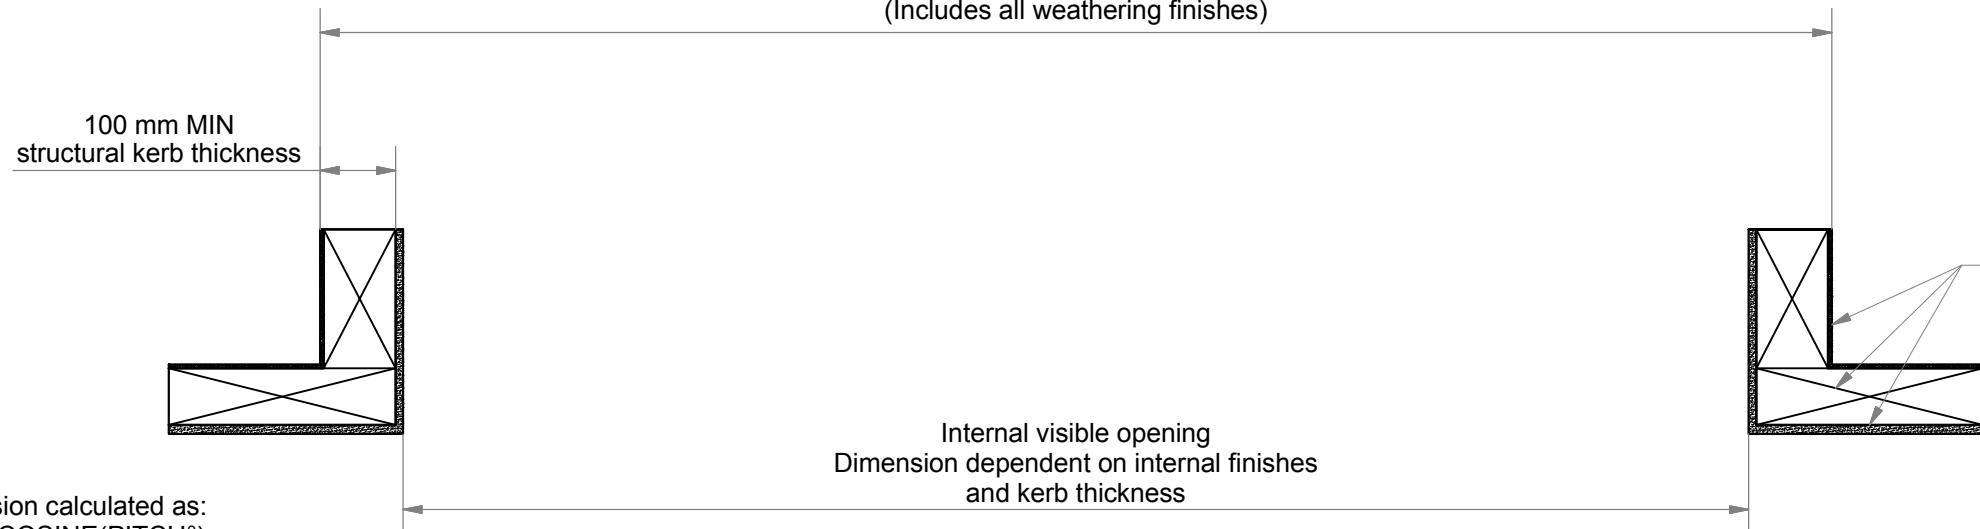 (Includes all weathering finishes)
100 mm MIN
structural kerb thickness
Internal visible opening
Dimension dependent on internal finishes
and kerb thickness
sion calculated as:
COSINE(PITCH°)